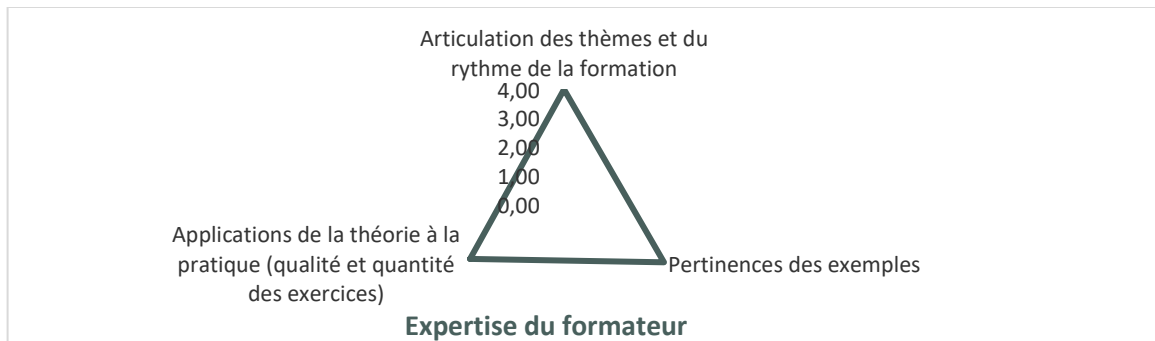 Articulation des thèmes et du
rythme de la formation
4,00
3,00
2,00
1,00
0,00
Applications de la théorie à la
pratique (qualité et quantité
des exercices)
Pertinences des exemples
Expertise du formateur